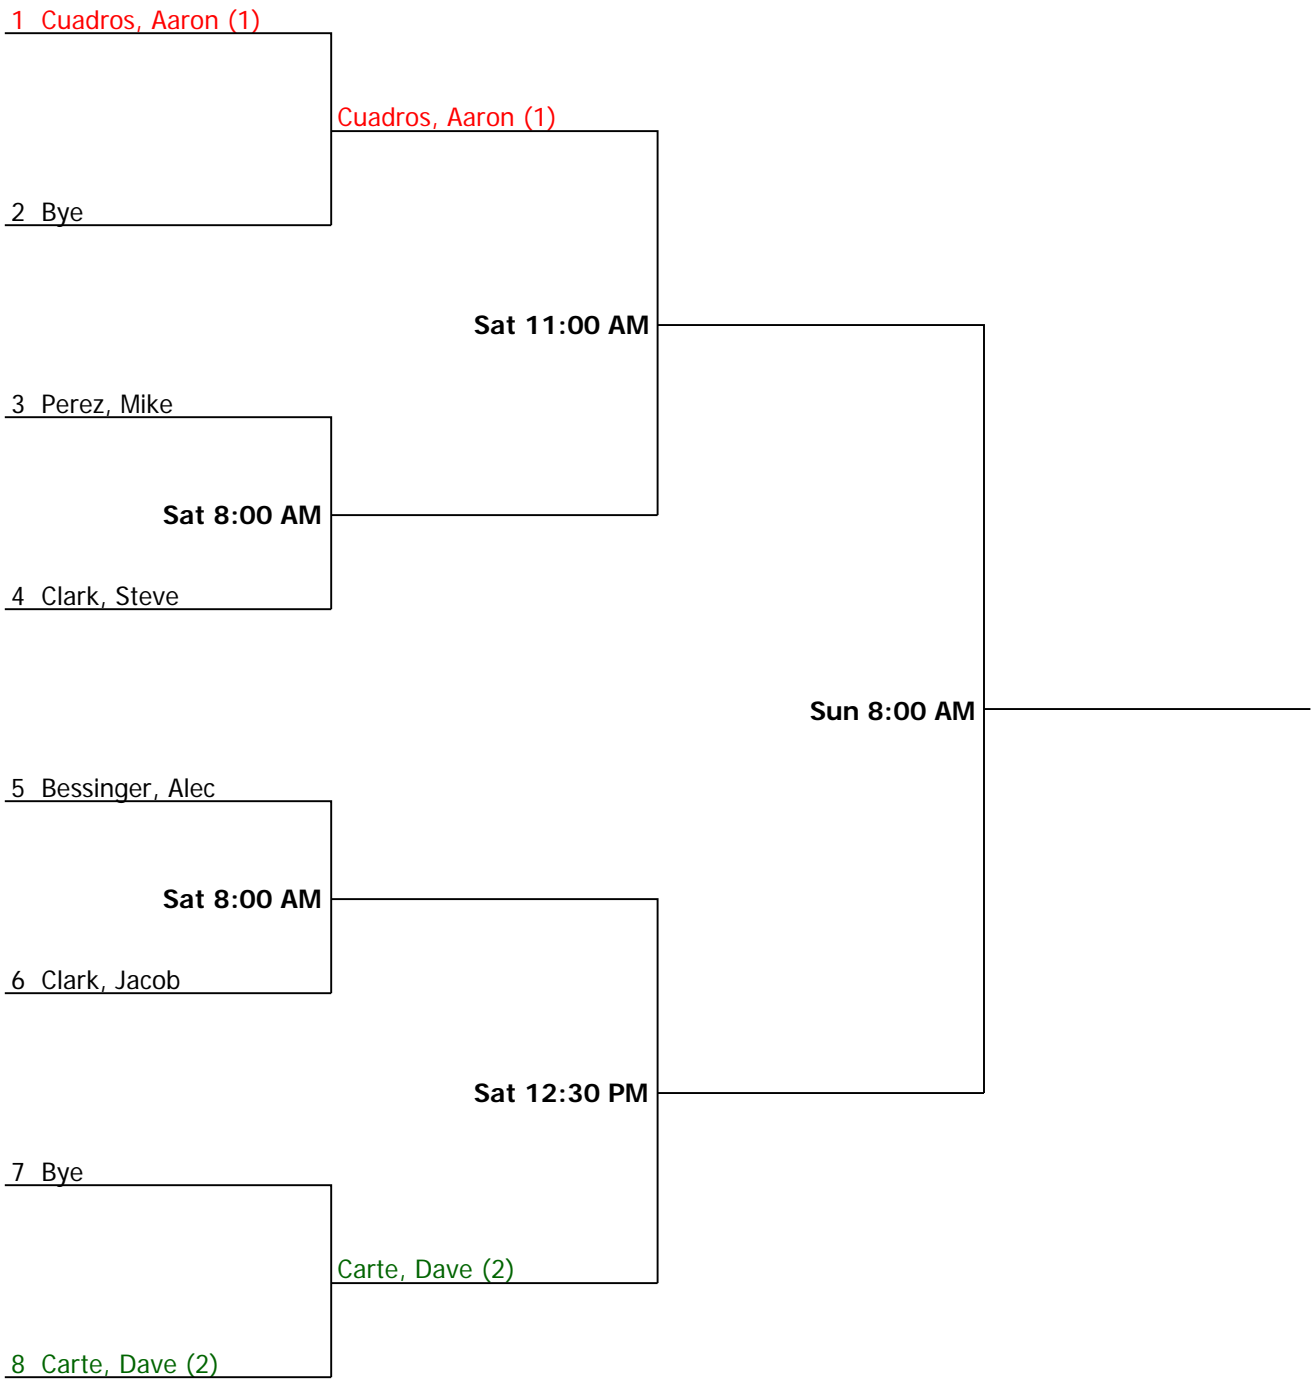 1 Cuadros, Aaron (1)
Cuadros, Aaron (1)
2 Bye
Sat 11:00 AM
3 Perez, Mike
Sat 8:00 AM
4 Clark, Steve
Sun 8:00 AM
5 Bessinger, Alec
Sat 8:00 AM
6 Clark, Jacob
Sat 12:30 PM
7 Bye
Carte, Dave (2)
8 Carte, Dave (2)